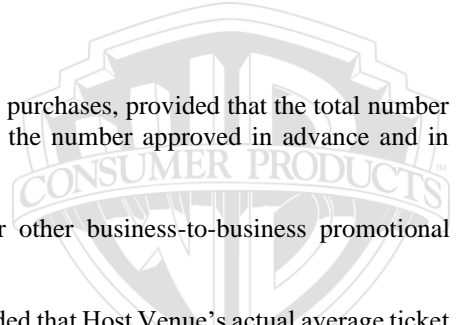 purchases, provided that the total number
the number approved in advance and in
CONSUMER PRODUCTS
TM
r other business-to-business promotional
ded that Host Venue's actual average ticket